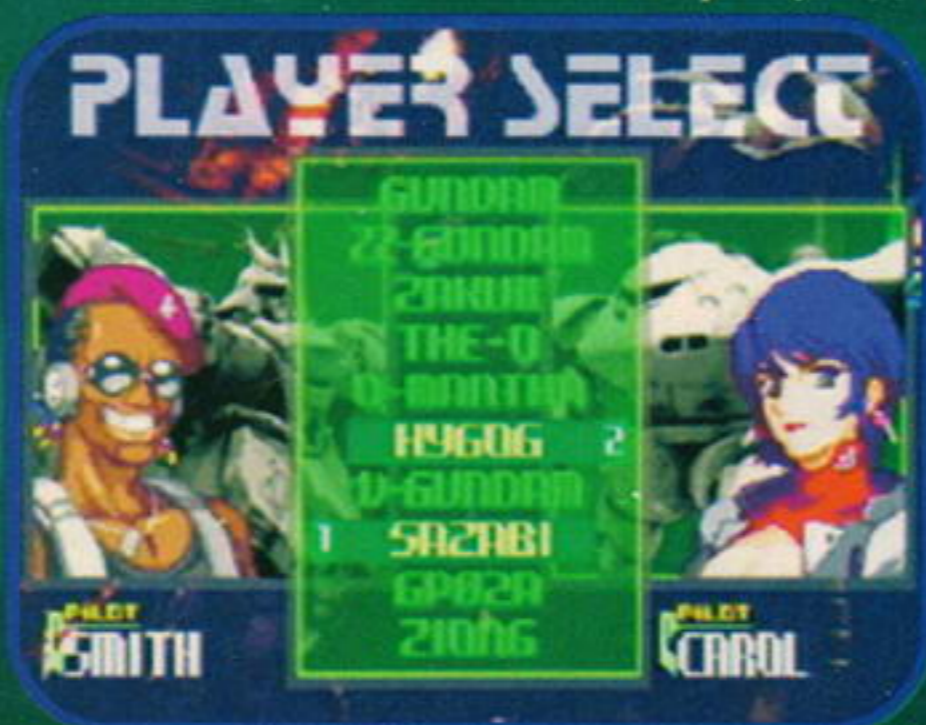 PLAYER SELECT
GUNDAM
ZZ-GUNDAM
ZAKUII
THE-O
Q-MANTHA
HYGOG 2
ν-GUNDAM
1 SAZABI
GP02A
ZIONG
PILOT
SMITH
PILOT
CAROL